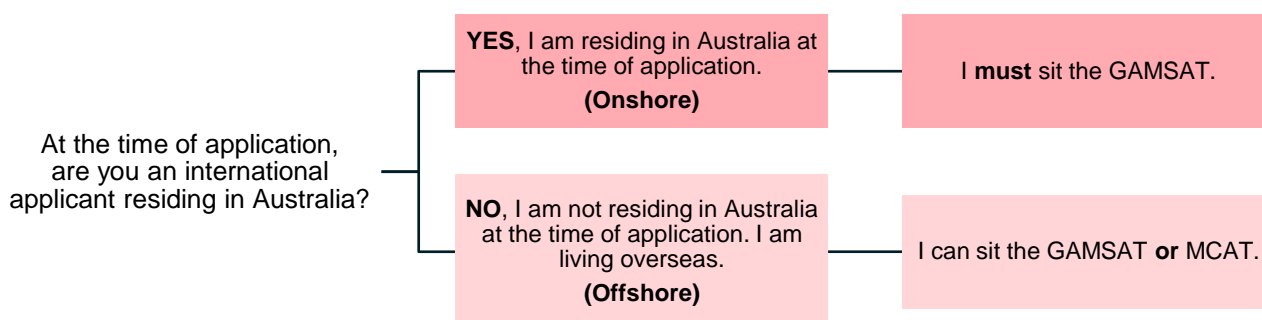 At the time of application,
are you an international
applicant residing in Australia?
YES, I am residing in Australia at
the time of application.
(Onshore)
I must sit the GAMSAT.
NO, I am not residing in Australia
at the time of application. I am
living overseas.
(Offshore)
I can sit the GAMSAT or MCAT.